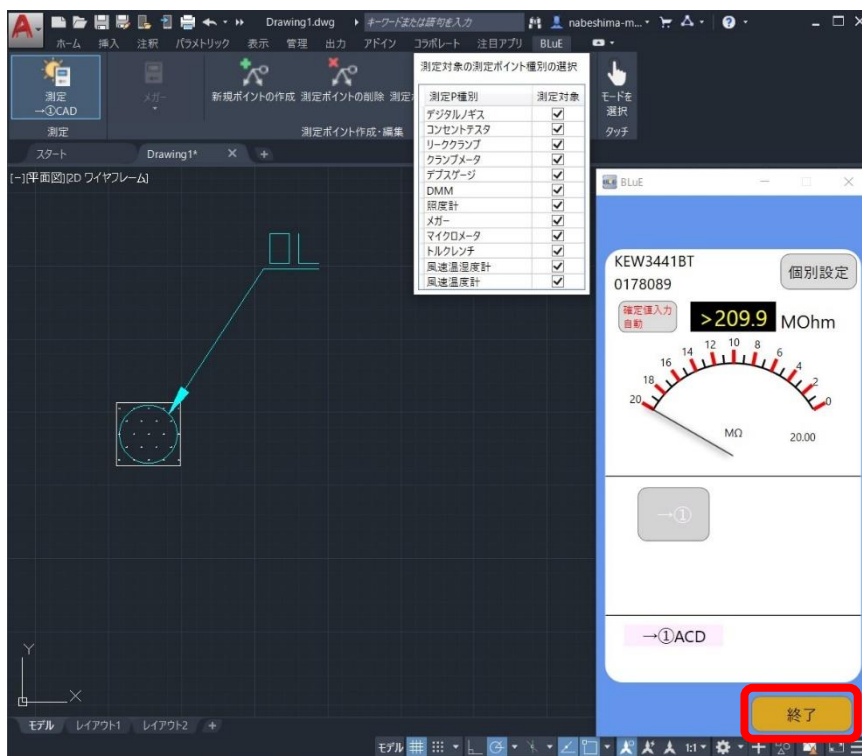 Drawing1.dwg
キーワードまたは語句を入力
nabeshima-m...
ホーム 挿入 注釈 パラメトリック 表示 管理 出力 アドイン コラボレート 注目アプリ BLuE
測定
→①CAD
メガー
新規ポイントの作成 測定ポイントの削除
モードを
選択
測定 測定ポイント作成・編集 タッチ
測定対象の測定ポイント種別の選択
測定P種別 測定対象
デジタルノギス
コンセントテスタ
リーククランプ
クランプメータ
デプスゲージ
DMM
照度計
メガー
マイクロメータ
トルクレンチ
風速温湿度計
風速温度計
スタート Drawing1*
[-][平面図][2D ワイヤフレーム]
OL
BLuE
KEW3441BT
0178089
個別設定
確定値入力
自動
>209.9 MOhm
20 18 16 14 12 10 8 6 4 2 0
MΩ 20.00
→①
→①ACD
終了
Y
X
モデル レイアウト1 レイアウト2
モデル 1:1